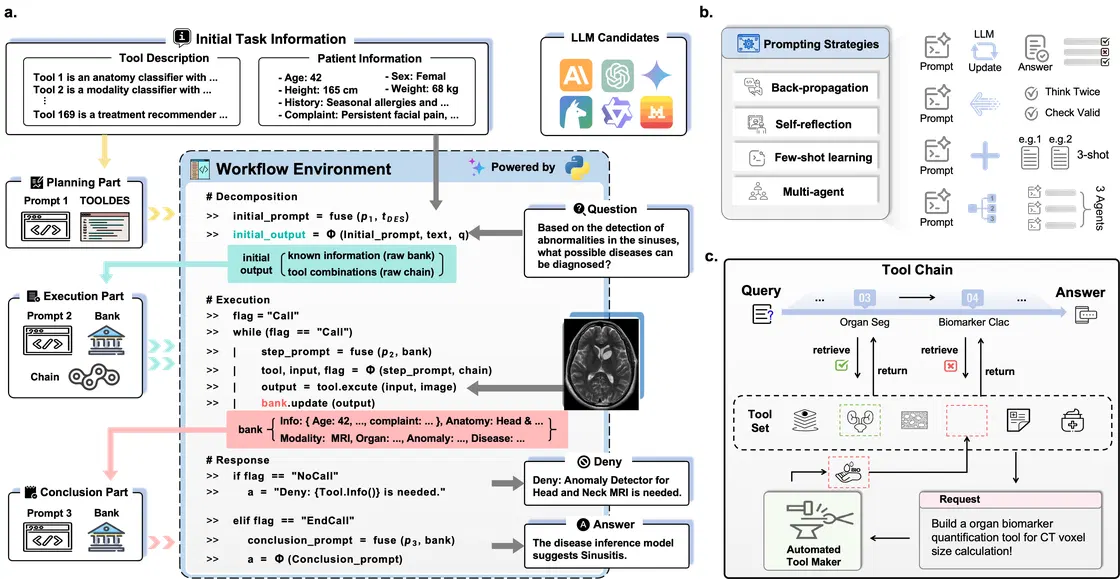 a.
Initial Task Information
Tool Description
Tool 1 is an anatomy classifier with ...
Tool 2 is a modality classifier with ...
⋮
Tool 169 is a treatment recommender ...
Patient Information
- Age: 42
- Sex: Femal
- Height: 165 cm
- Weight: 68 kg
- History: Seasonal allergies and ...
- Complaint: Persistent facial pain, ...
LLM Candidates
Planning Part
Prompt 1
TOOLDES
Execution Part
Prompt 2
Bank
Chain
Conclusion Part
Prompt 3
Bank
Workflow Environment
Powered by
# Decomposition
>> initial_prompt = fuse (p1, tDES)
>> initial_output = Φ (Initial_prompt, text, q)
initial output
known information (raw bank)
tool combinations (raw chain)
# Execution
>> flag = "Call"
>> while (flag == "Call")
>> | step_prompt = fuse (p2, bank)
>> | tool, input, flag = Φ (step_prompt, chain)
>> | output = tool.excute (input, image)
>> | bank.update (output)
bank
Info: { Age: 42, ..., complaint: ... }, Anatomy: Head & ...
Modality: MRI, Organ: ..., Anomaly: ..., Disease: ...
# Response
>> if flag == "NoCall"
>> a = "Deny: {Tool.Info()} is needed."
>> elif flag == "EndCall"
>> conclusion_prompt = fuse (p3, bank)
>> a = Φ (Conclusion_prompt)
Question
Based on the detection of
abnormalities in the sinuses,
what possible diseases can
be diagnosed?
Deny
Deny: Anomaly Detector for
Head and Neck MRI is needed.
A Answer
The disease inference model
suggests Sinusitis.
b.
Prompting Strategies
Back-propagation
Self-reflection
Few-shot learning
Multi-agent
LLM
Prompt
Update
Answer
Prompt
Think Twice
Check Valid
Prompt
e.g.1 e.g.2
3-shot
Prompt
1
2
3
3 Agents
c.
Tool Chain
Query
Answer
...
03
04
...
Organ Seg
Biomarker Clac
retrieve
return
retrieve
return
Tool
Set
BIO
Automated
Tool Maker
Request
Build a organ biomarker
quantification tool for CT voxel
size calculation!